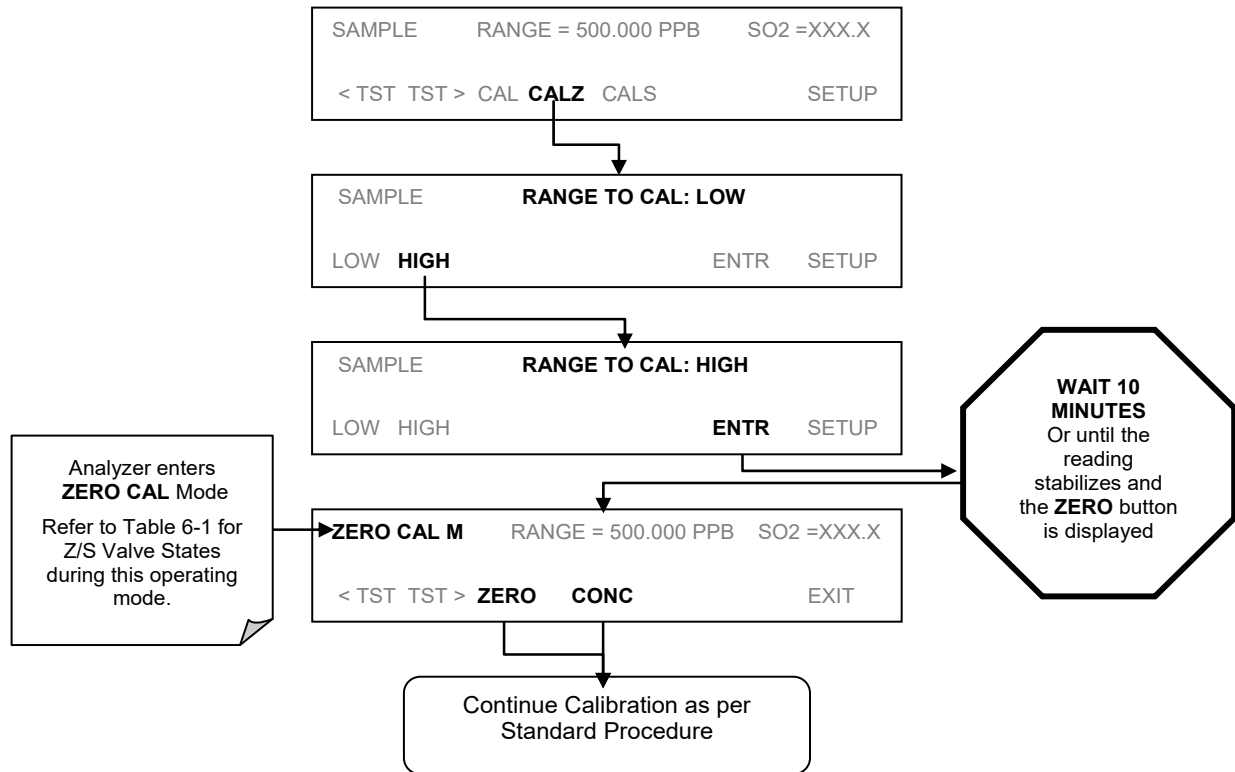 SAMPLE RANGE = 500.000 PPB SO2 =XXX.X
< TST TST > CAL CALZ CALS SETUP
SAMPLE RANGE TO CAL: LOW
LOW HIGH ENTR SETUP
SAMPLE RANGE TO CAL: HIGH
LOW HIGH ENTR SETUP
WAIT 10
MINUTES
Or until the
reading
stabilizes and
the ZERO button
is displayed
Analyzer enters
ZERO CAL Mode
Refer to Table 6-1 for
Z/S Valve States
during this operating
mode.
ZERO CAL M RANGE = 500.000 PPB SO2 =XXX.X
< TST TST > ZERO CONC EXIT
Continue Calibration as per
Standard Procedure